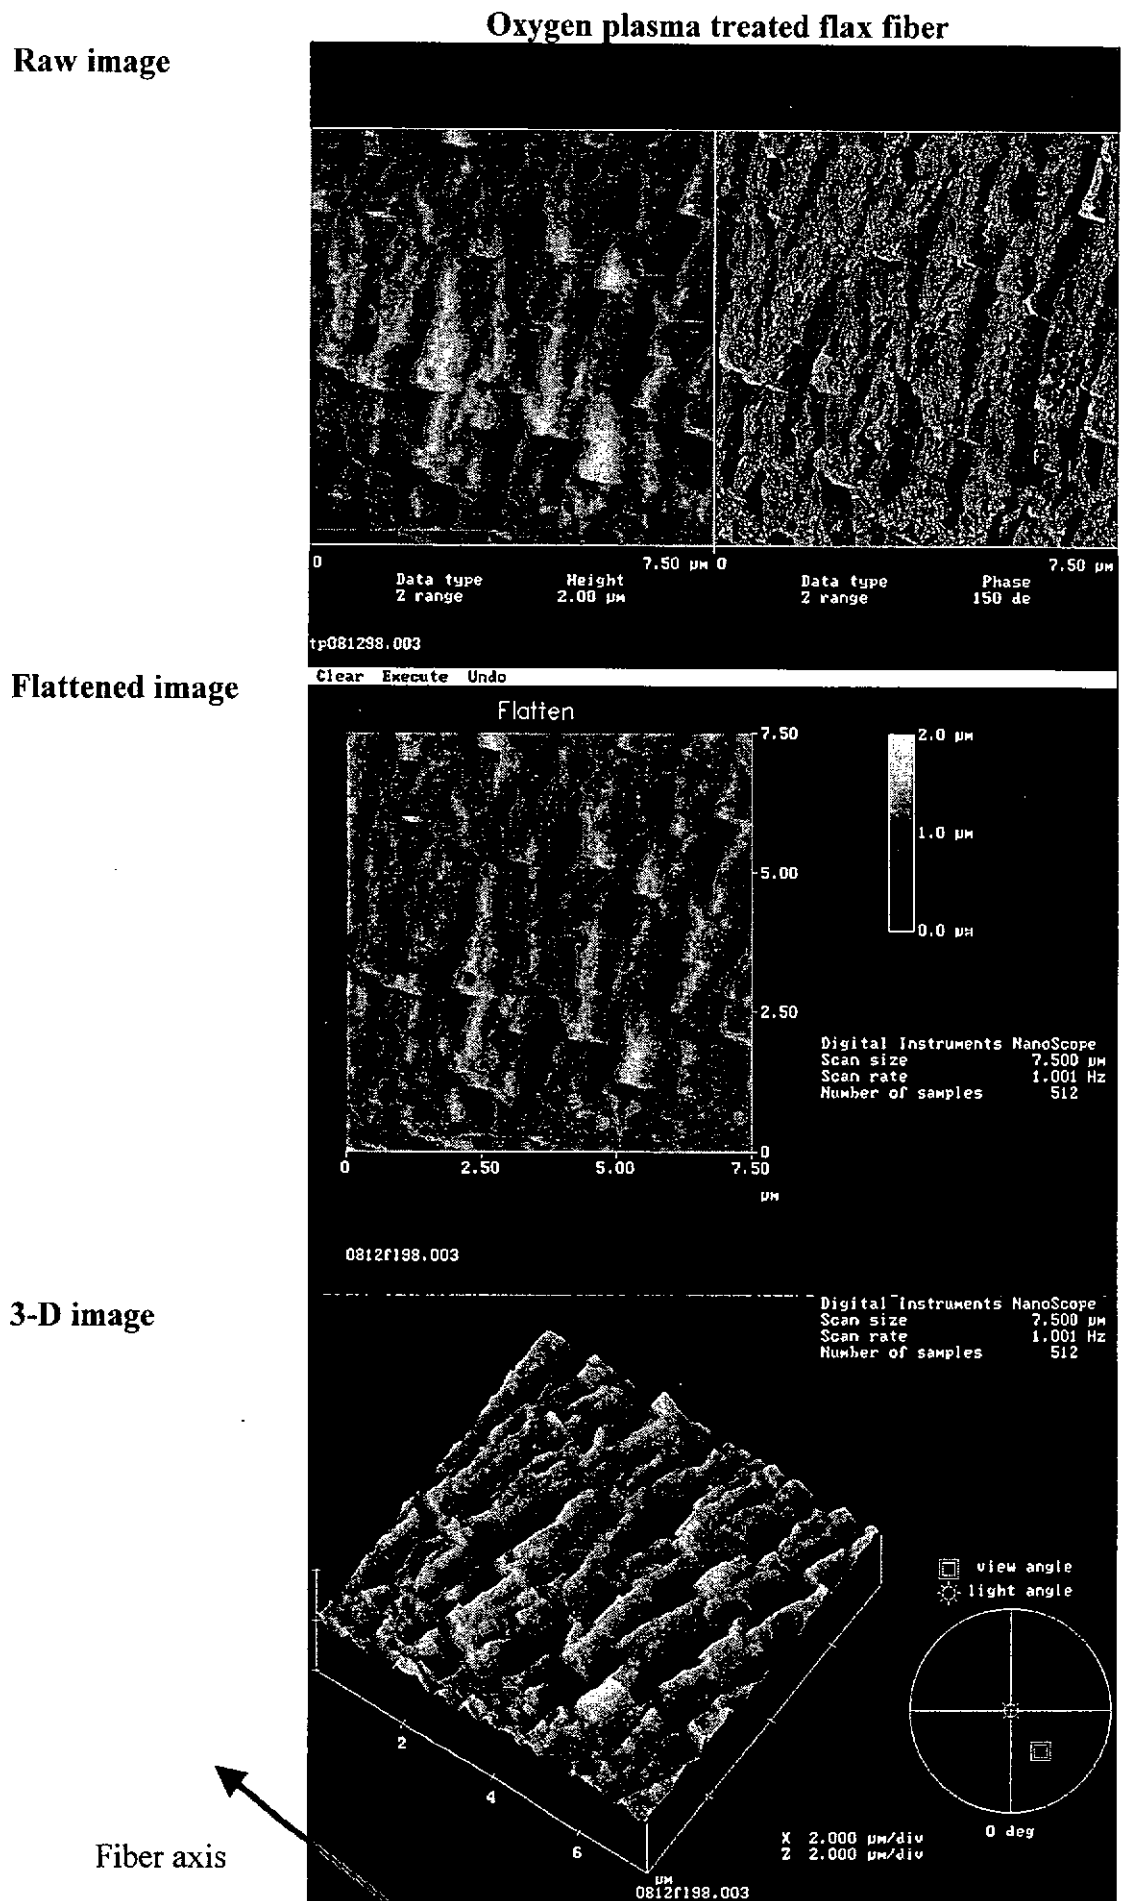 Oxygen plasma treated flax fiber
Raw image
0 7.50 µm 0 7.50 µm
Data type Height Data type Phase
Z range 2.00 µm Z range 150 de
tp081298.003
Flattened image
Clear Execute Undo
Flatten
7.50
2.0 µm
1.0 µm
5.00
0.0 µm
2.50
Digital Instruments NanoScope
Scan size 7.500 µm
Scan rate 1.001 Hz
Number of samples 512
0
0 2.50 5.00 7.50
µm
0812f198.003
3-D image
Digital Instruments NanoScope
Scan size 7.500 µm
Scan rate 1.001 Hz
Number of samples 512
view angle
light angle
2
4
6
0 deg
X 2.000 µm/div
Z 2.000 µm/div
Fiber axis
µm
0812f198.003